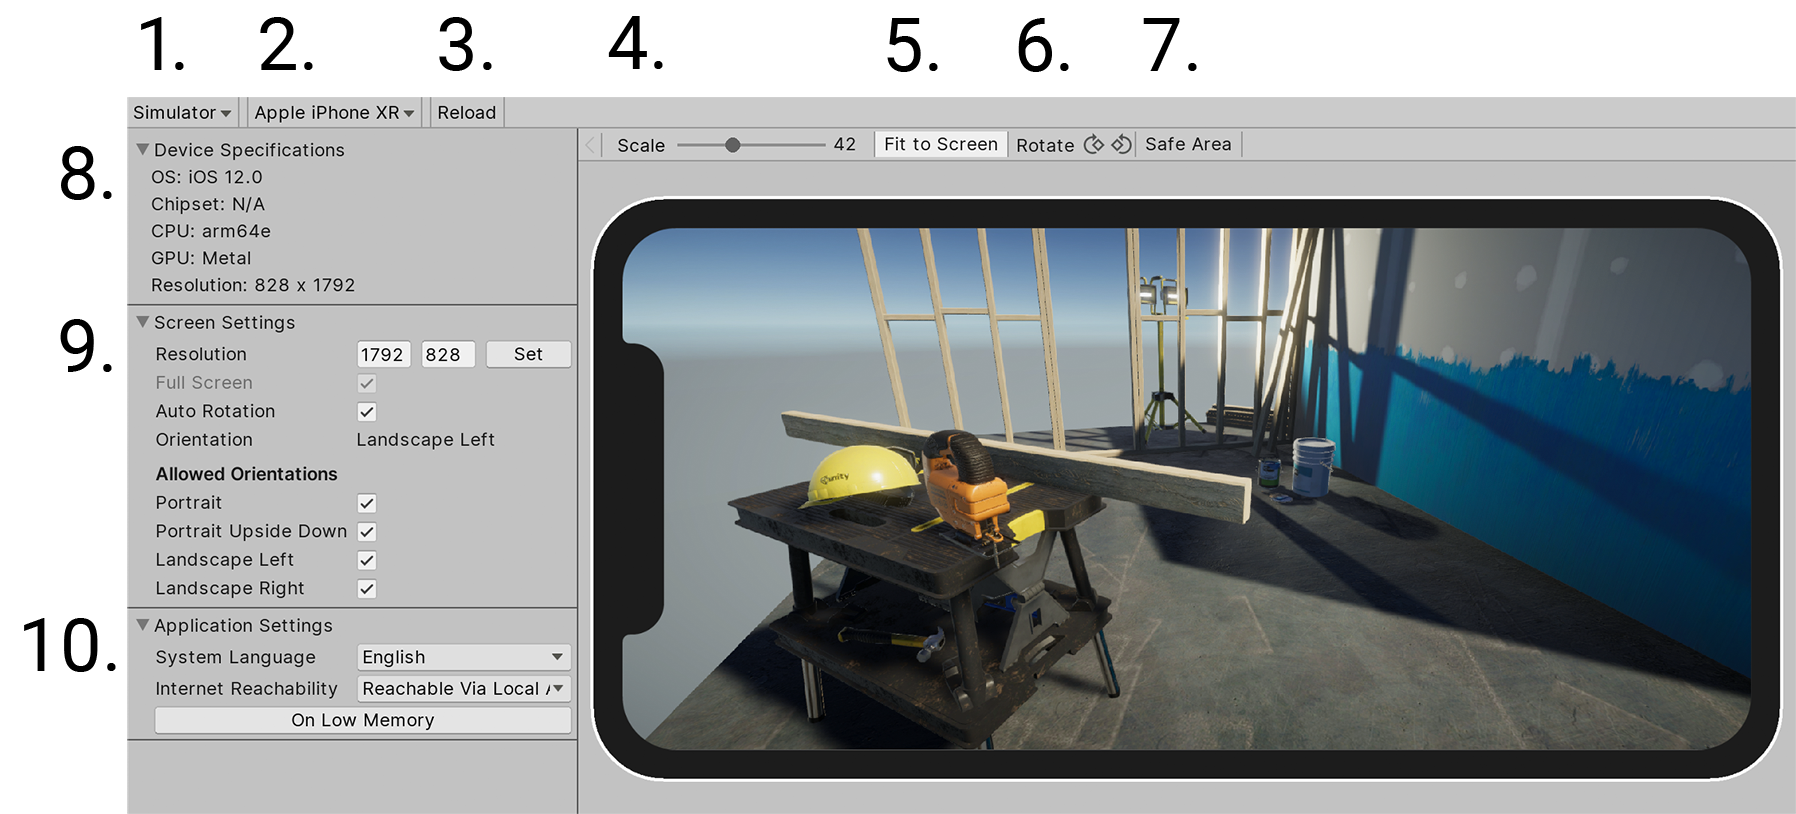 1. 2. 3. 4. 5. 6. 7.
Simulator Apple iPhone XR Reload
Scale 42 Fit to Screen Rotate Safe Area
8.
Device Specifications
OS: iOS 12.0
Chipset: N/A
CPU: arm64e
GPU: Metal
Resolution: 828 x 1792
9.
Screen Settings
Resolution 1792 828 Set
Full Screen
Auto Rotation
Orientation Landscape Left
Allowed Orientations
Portrait
Portrait Upside Down
Landscape Left
Landscape Right
10.
Application Settings
System Language English
Internet Reachability Reachable Via Local
On Low Memory
unity